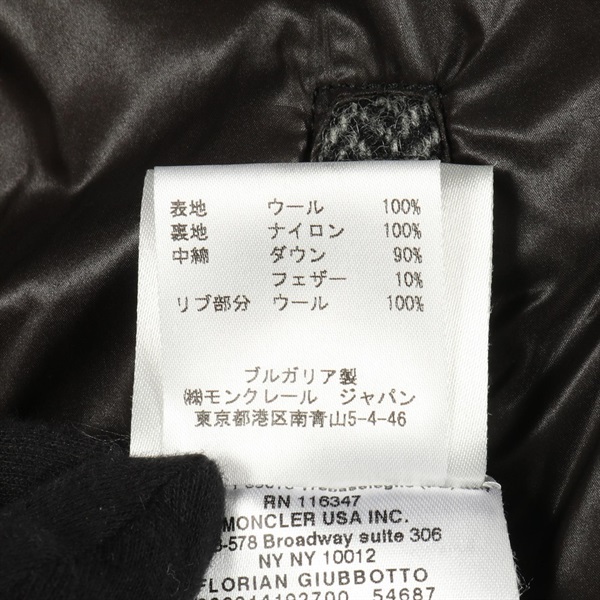 表地 ウール 100%
裏地 ナイロン 100%
中綿 ダウン 90%
フェザー 10%
リブ部分 ウール 100%
ブルガリア製
㈱モンクレール ジャパン
東京都港区南青山5-4-46
RN 116347
MONCLER USA INC.
-578 Broadway suite 306
NY NY 10012
FLORIAN GIUBBOTTO
54687